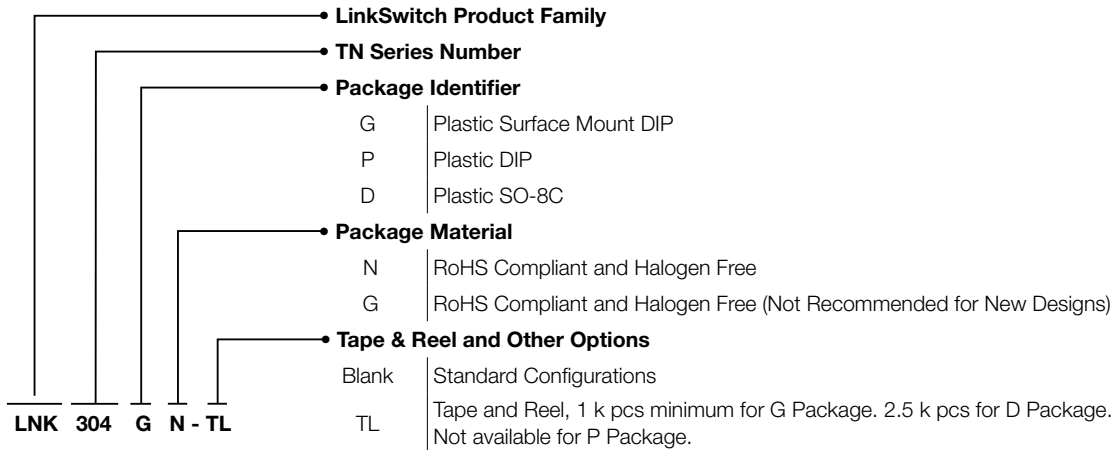 LinkSwitch Product Family
TN Series Number
Package Identifier
G Plastic Surface Mount DIP
P Plastic DIP
D Plastic SO-8C
Package Material
N RoHS Compliant and Halogen Free
G RoHS Compliant and Halogen Free (Not Recommended for New Designs)
Tape & Reel and Other Options
Blank Standard Configurations
TL Tape and Reel, 1 k pcs minimum for G Package. 2.5 k pcs for D Package.
Not available for P Package.
LNK 304 G N - TL